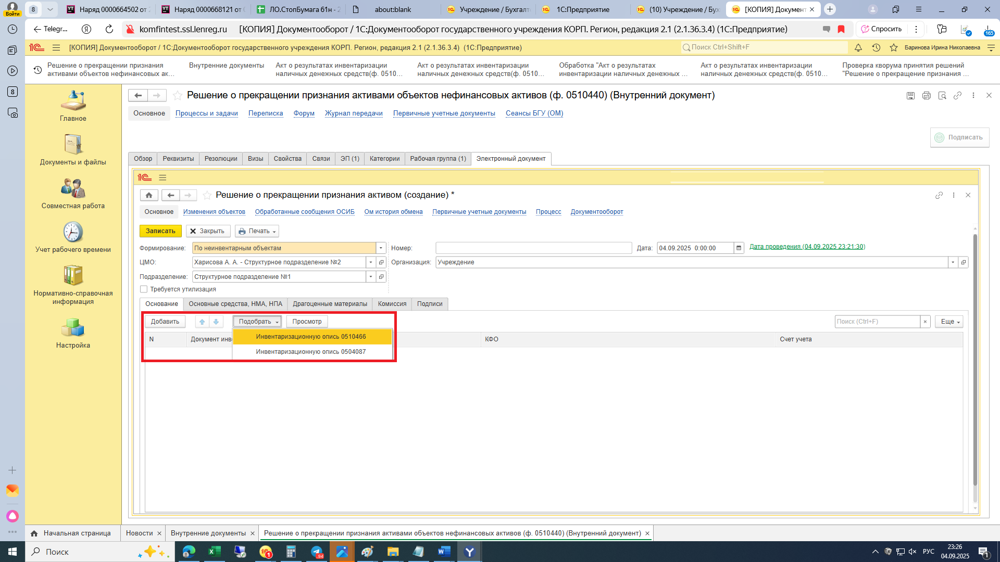 Войти
8
Наряд 0000664502 от 2
Наряд 0000668121 от 0
ЛО.СтопБумага 61н - 2
about:blank
Учреждение / Бухгалт
1С:Предприятие
(10) Учреждение / Бух
[КОПИЯ] Документ
Telegr...
komfintest.ssl.lenreg.ru
[КОПИЯ] Документооборот / 1С:Документооборот государственного учреждения КОРП. Регион, редакция 2.1 (2.1.36.3.4) (1С:Предприятие)
Спросить
165
[КОПИЯ] Документооборот / 1С:Документооборот государственного учреждения КОРП. Регион, редакция 2.1 (2.1.36.3.4) (1С:Предприятие)
Поиск Ctrl+Shift+F
Баринова Ирина Николаевна
Решение о прекращении признания
активами объектов нефинансовых ак...
Внутренние документы
Акт о результатах инвентаризации
наличных денежных средств(ф. 0510...
Акт о результатах инвентаризации
наличных денежных средств(ф. 0510...
Обработка "Акт о результатах
инвентаризации наличных денежных ...
Акт о результатах инвентаризации
наличных денежных средств(ф. 0510...
Проверка кворума принятия решений
"Решение о прекращение признания ...
8
Главное
Документы и файлы
Совместная работа
Учет рабочего времени
Нормативно-справочная
информация
Настройка
Решение о прекращении признания активами объектов нефинансовых активов (ф. 0510440) (Внутренний документ)
Основное
Процессы и задачи
Переписка
Форум
Журнал передачи
Первичные учетные документы
Сеансы БГУ (ОМ)
Подписать
Обзор
Реквизиты
Резолюции
Визы
Свойства
Связи
ЭП (1)
Категории
Рабочая группа (1)
Электронный документ
Решение о прекращении признания активом (создание) *
Основное
Изменения объектов
Обработанные сообщения ОСИБ
Ом история обмена
Первичные учетные документы
Процесс
Документооборот
Записать
Закрыть
Печать
Формирование:
По неинвентарным объектам
Номер:
Дата:
04.09.2025 0:00:00
Дата проведения (04.09.2025 23:21:30)
ЦМО:
Харисова А. А. - Структурное подразделение №2
Организация:
Учреждение
Подразделение:
Структурное подразделение №1
Требуется утилизация
Основание
Основные средства, НМА, НПА
Драгоценные материалы
Комиссия
Подписи
Добавить
Подобрать
Просмотр
Поиск (Ctrl+F)
Еще
N
Документ инв
КФО
Счет учета
Инвентаризационную опись 0510466
Инвентаризационную опись 0504087
Начальная страница
Новости
Внутренние документы
Решение о прекращении признания активами объектов нефинансовых активов (ф. 0510440) (Внутренний документ)
Поиск
1
94
РУС
23:26
04.09.2025
1